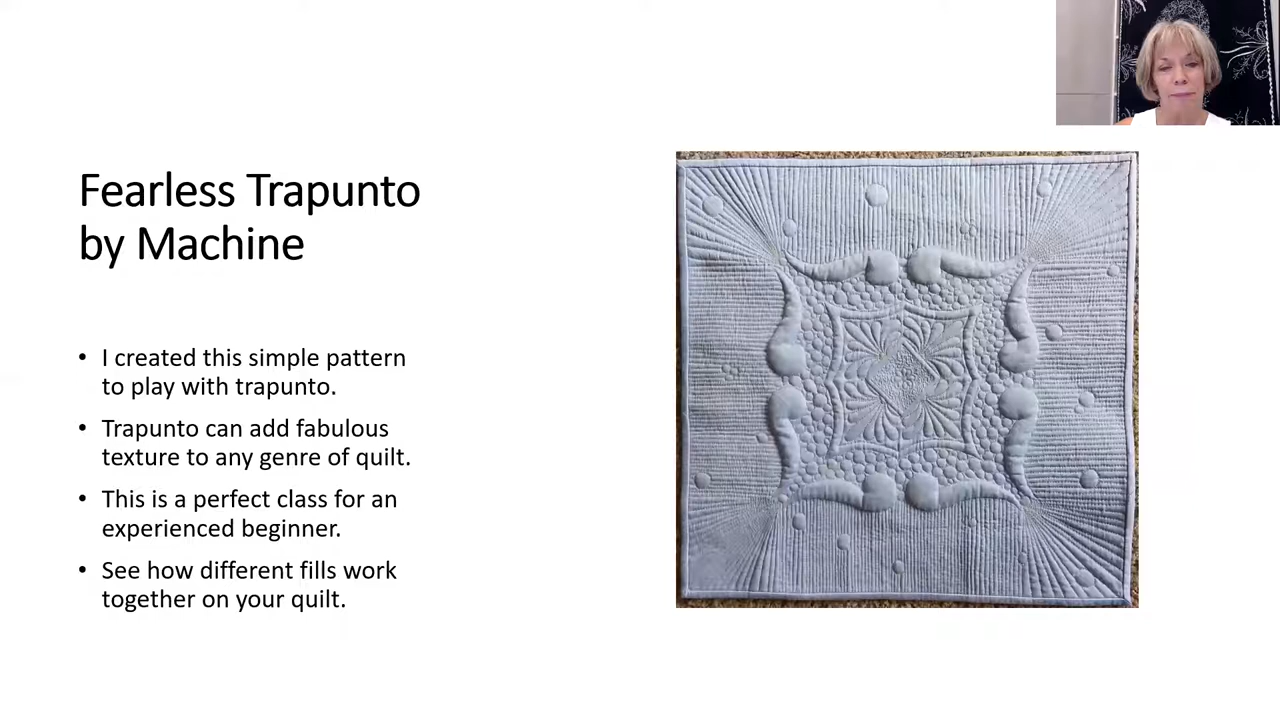 Fearless Trapunto
by Machine
• I created this simple pattern
to play with trapunto.
• Trapunto can add fabulous
texture to any genre of quilt.
• This is a perfect class for an
experienced beginner.
• See how different fills work
together on your quilt.